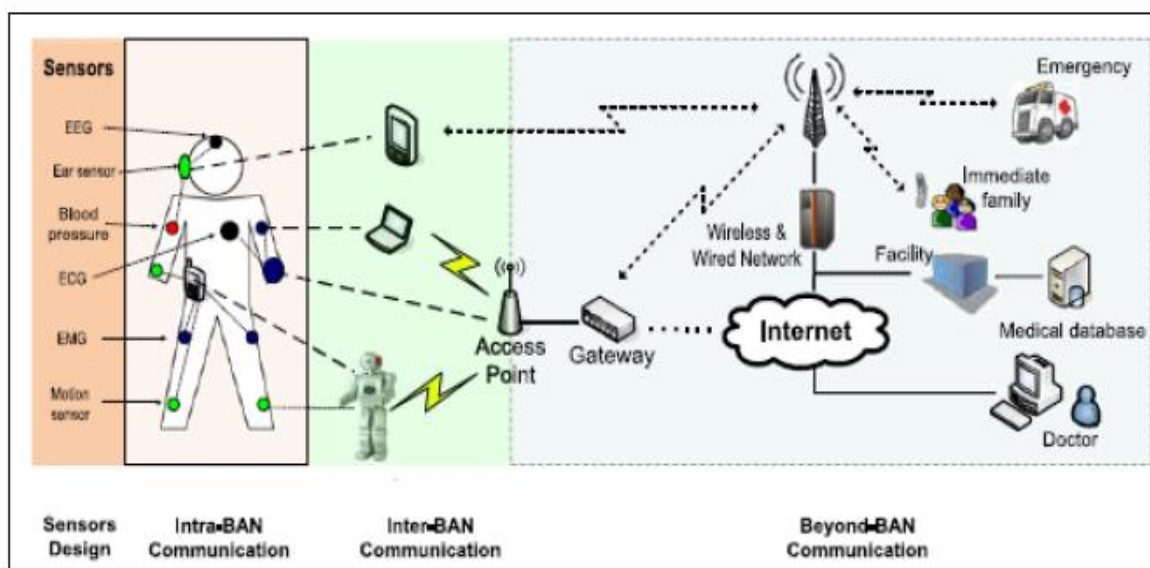 Sensors
EEG
Ear sensor
Blood
pressure
ECG
EMG
Motion
sensor
Access
Point
Gateway
Wireless &
Wired Network
Internet
Emergency
Immediate
family
Facility
Medical database
Doctor
Sensors
Design
Intra-BAN
Communication
Inter-BAN
Communication
Beyond-BAN
Communication